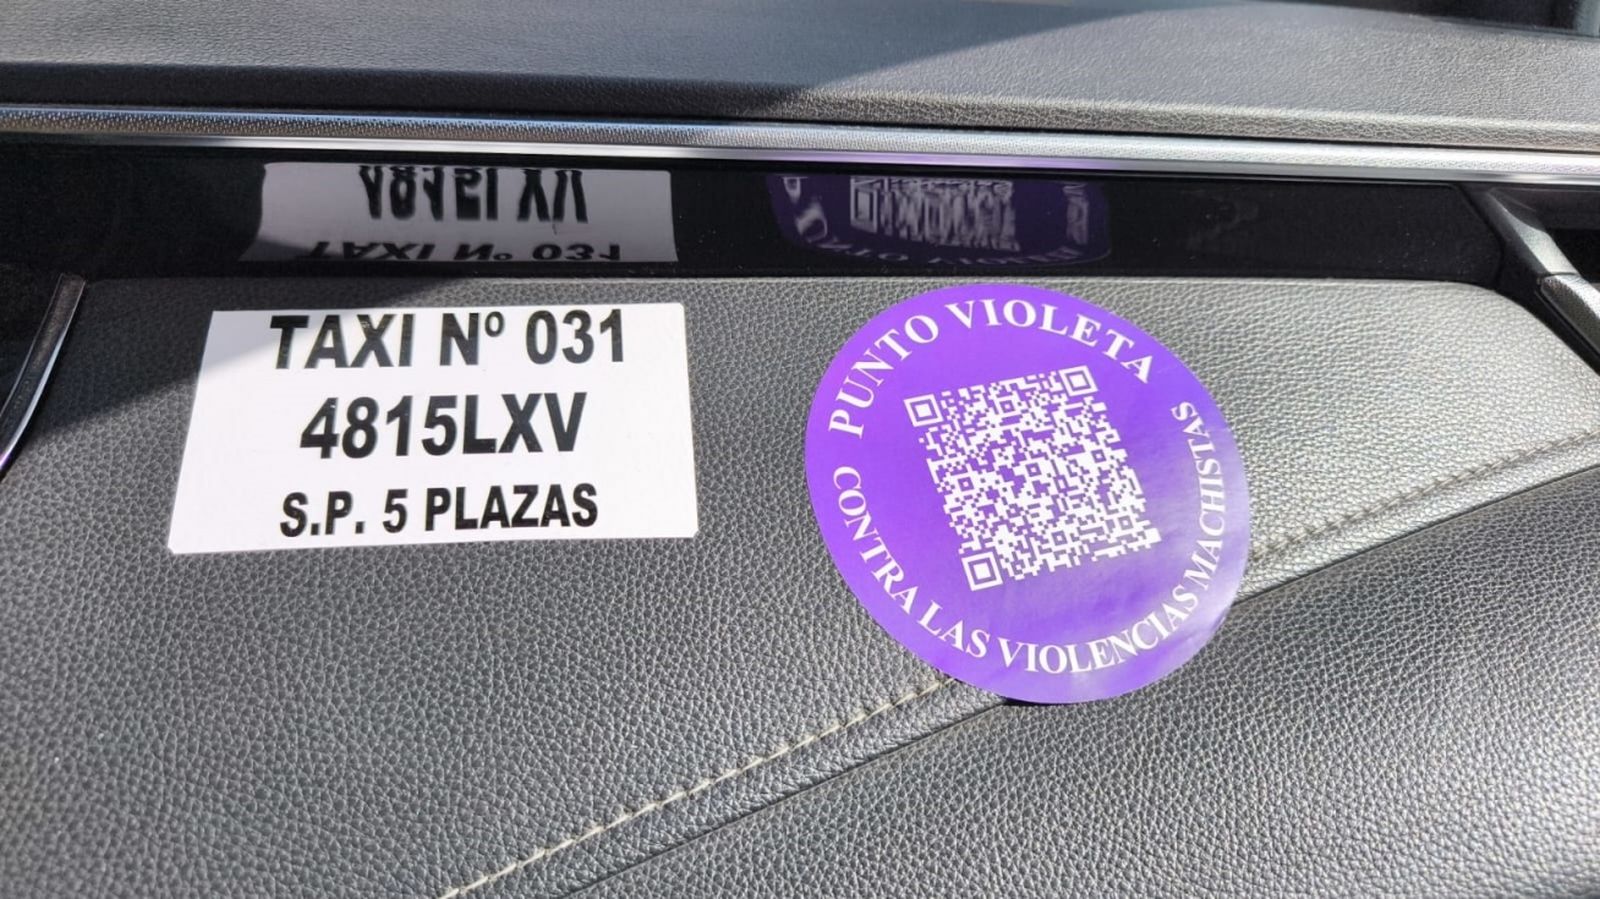 TAXI Nº 031
4815LXV
S.P. 5 PLAZAS
PUNTO VIOLETA
CONTRA LAS VIOLENCIAS MACHISTAS